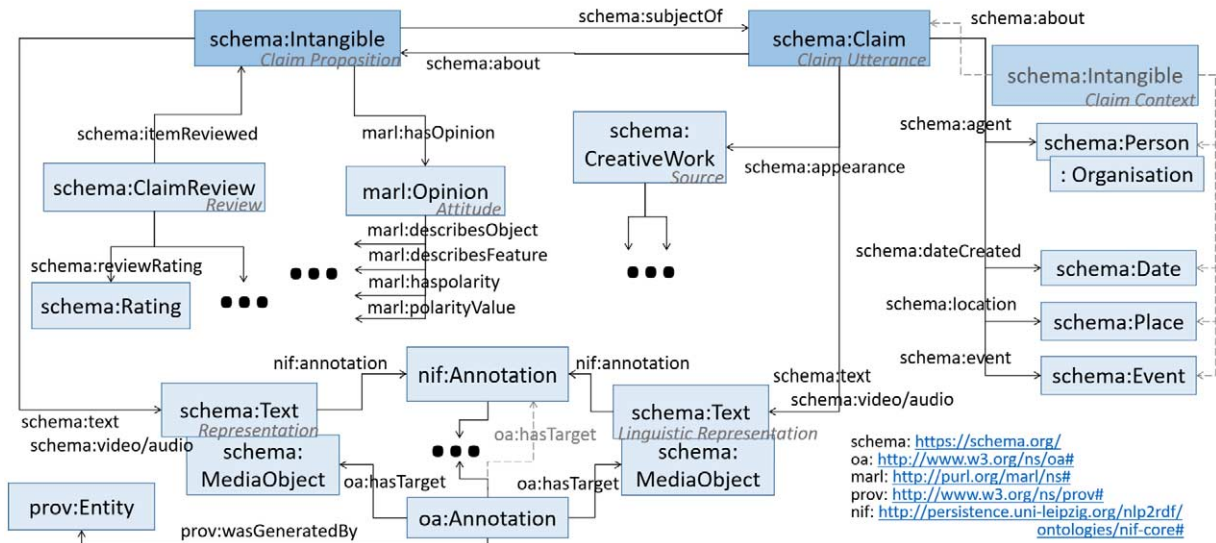 schema:subjectOf
schema:Intangible
Claim Proposition
schema:Claim
Claim Utterance
schema:about
schema:about
schema:Intangible
Claim Context
schema:itemReviewed
marl:hasOpinion
schema:
CreativeWork
Source
schema:appearance
schema:agent
schema:Person
: Organisation
schema:ClaimReview
Review
marl:Opinion
Attitude
marl:describesObject
marl:describesFeature
marl:haspolarity
marl:polarityValue
schema:reviewRating
schema:Rating
schema:dateCreated
schema:Date
schema:location
schema:Place
schema:event
schema:Event
nif:annotation
nif:Annotation
nif:annotation
schema:text
schema:video/audio
schema:text
schema:video/audio
schema:Text
Representation
schema:
MediaObject
oa:hasTarget
schema:Text
Linguistic Representation
schema:
MediaObject
oa:hasTarget
oa:hasTarget
prov:Entity
prov:wasGeneratedBy
oa:Annotation
schema: https://schema.org/
oa: http://www.w3.org/ns/oa#
marl: http://purl.org/marl/ns#
prov: http://www.w3.org/ns/prov#
nif: http://persistence.uni-leipzig.org/nlp2rdf/
ontologies/nif-core#